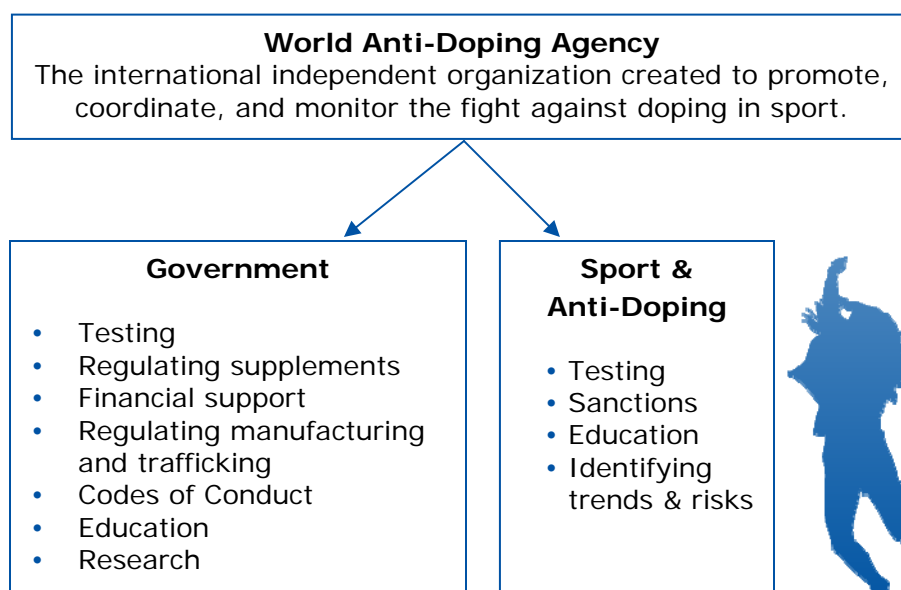 World Anti-Doping Agency
The international independent organization created to promote,
coordinate, and monitor the fight against doping in sport.
Government
• Testing
• Regulating supplements
• Financial support
• Regulating manufacturing
and trafficking
• Codes of Conduct
• Education
• Research
Sport &
Anti-Doping
• Testing
• Sanctions
• Education
• Identifying
trends & risks